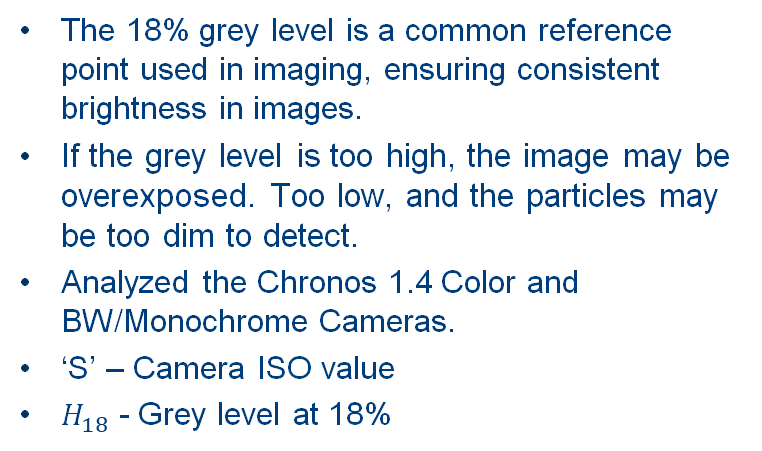 • The 18% grey level is a common reference
point used in imaging, ensuring consistent
brightness in images.
• If the grey level is too high, the image may be
overexposed. Too low, and the particles may
be too dim to detect.
• Analyzed the Chronos 1.4 Color and
BW/Monochrome Cameras.
• ‘S’ – Camera ISO value
• H₁₈ - Grey level at 18%